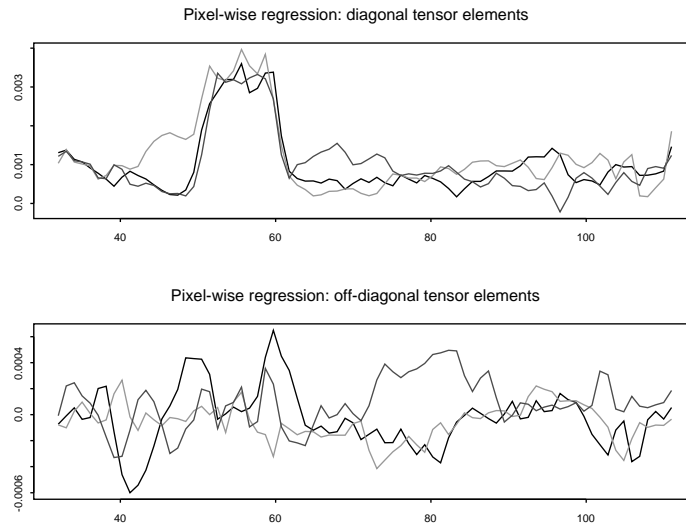 Pixel-wise regression: diagonal tensor elements
0.003
0.001
0.0
40 60 80 100
Pixel-wise regression: off-diagonal tensor elements
0.0004
0.0
-0.0006
40 60 80 100